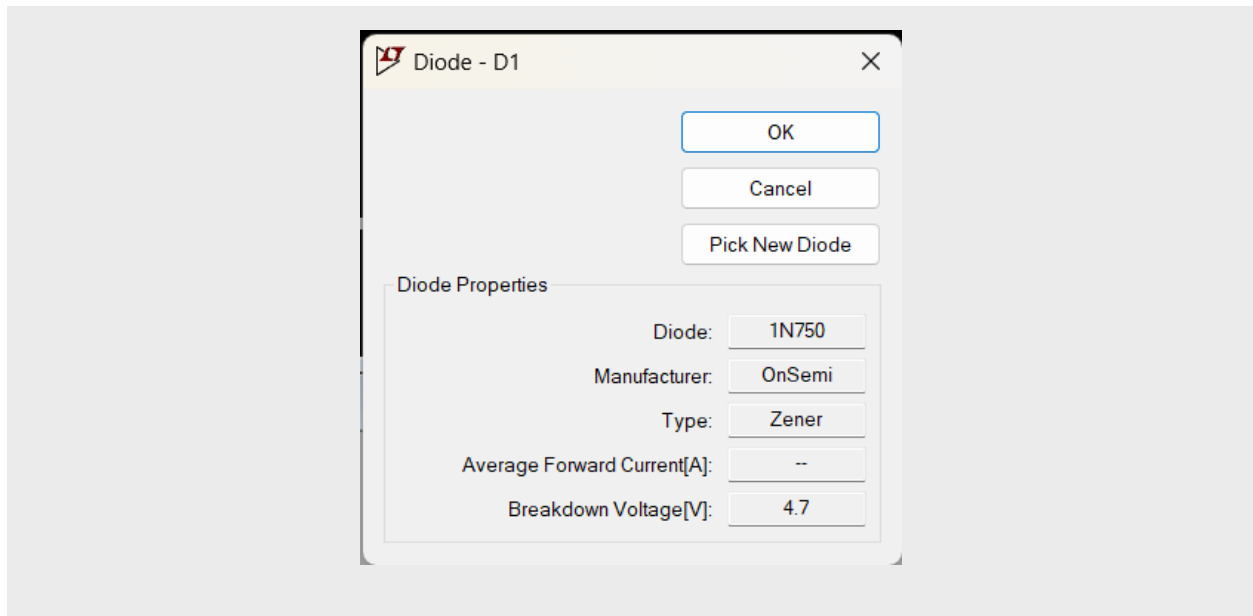 Diode - D1
OK
Cancel
Pick New Diode
Diode Properties
Diode: 1N750
Manufacturer: OnSemi
Type: Zener
Average Forward Current[A]: --
Breakdown Voltage[V]: 4.7